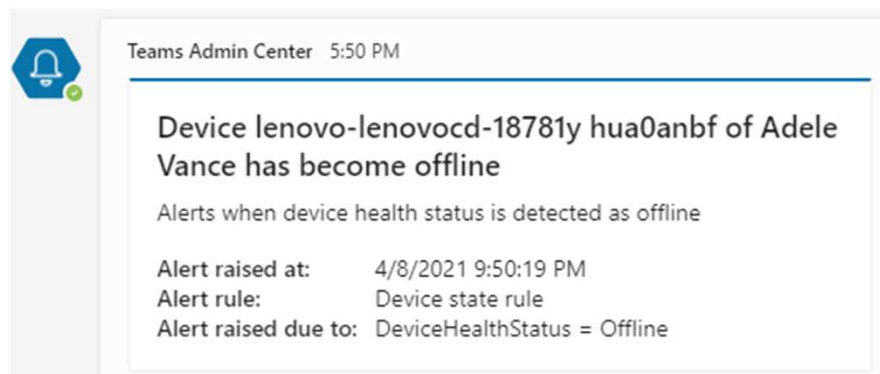 Teams Admin Center 5:50 PM
Device lenovo-lenovocd-18781y hua0anbf of Adele
Vance has become offline
Alerts when device health status is detected as offline
Alert raised at: 4/8/2021 9:50:19 PM
Alert rule: Device state rule
Alert raised due to: DeviceHealthStatus = Offline